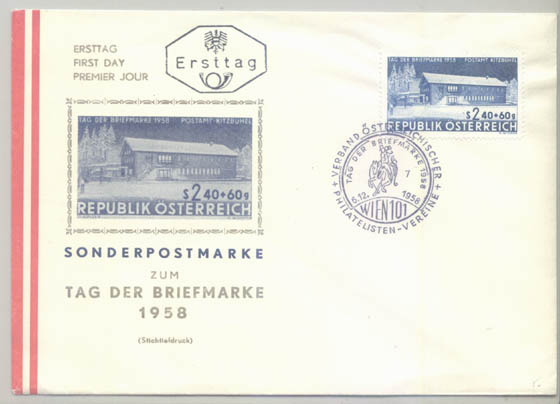 ERSTTAG
FIRST DAY
PREMIER JOUR
Ersttag
TAG DER BRIEFMARKE 1958 POSTAMT KITZBÜHEL
S 2 40+60g
REPUBLIK ÖSTERREICH
SONDERPOSTMARKE
ZUM
TAG DER BRIEFMARKE
1958
(Stichtiefdruck)
TAG DER BRIEFMARKE 1958 POSTAMT KITZBÜHEL
S 2 40+60g
REPUBLIK ÖSTERREICH
+ VERBAND ÖSTERREICHISCHER +
PHILATELISTEN-VEREINE
TAG DER BRIEFMARKE 1958
7
6.12. 1958
WIEN 101